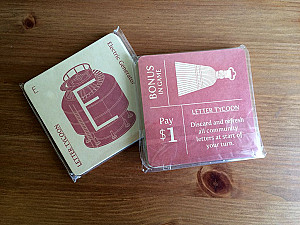 Electric Generator
E
E
LETTER TYCOON
BONUS
IN GAME
LETTER TYCOON
Pay
$1
Discard and refresh
all community
letters at start of
your turn.